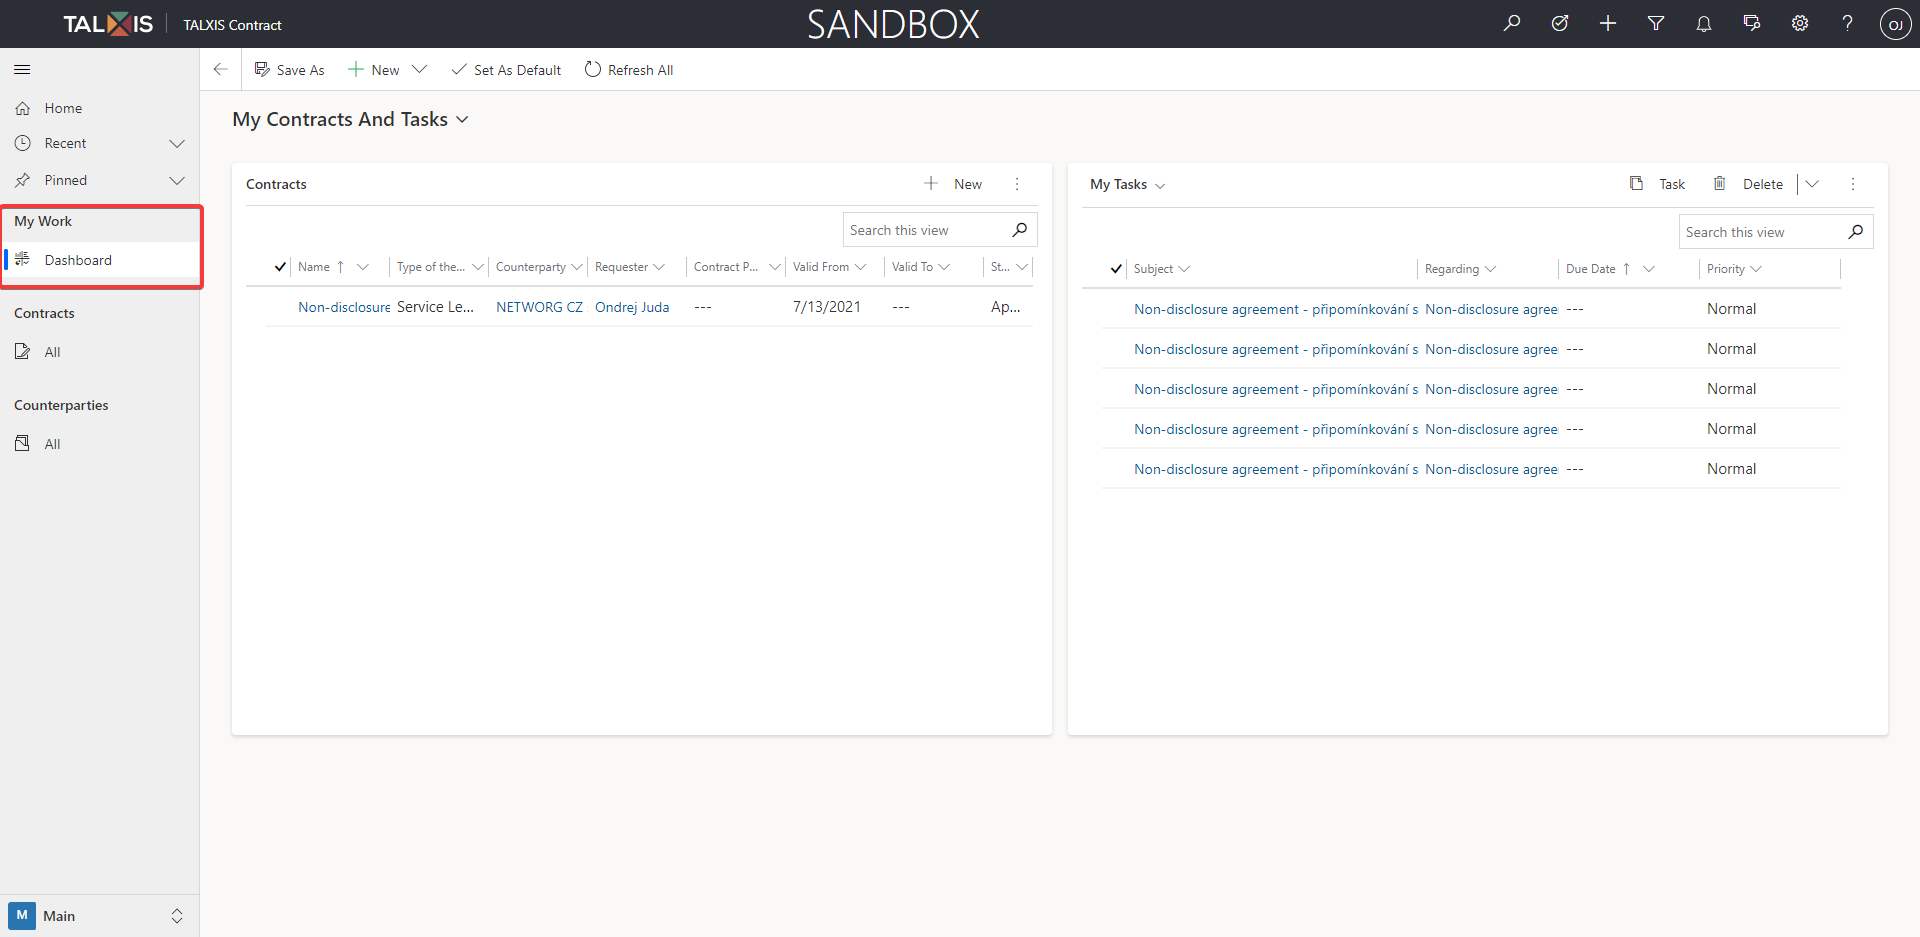 TALXIS TALXIS Contract SANDBOX OJ
Save As New Set As Default Refresh All
Home
Recent
Pinned
My Work
Dashboard
Contracts
All
Counterparties
All
M Main
My Contracts And Tasks
Contracts New
Search this view
Name Type of the... Counterparty Requester Contract P... Valid From Valid To St...
Non-disclosure Service Le... NETWORG CZ Ondrej Juda --- 7/13/2021 --- Ap...
My Tasks Task Delete
Search this view
Subject Regarding Due Date Priority
Non-disclosure agreement - připomínkování s Non-disclosure agree --- Normal
Non-disclosure agreement - připomínkování s Non-disclosure agree --- Normal
Non-disclosure agreement - připomínkování s Non-disclosure agree --- Normal
Non-disclosure agreement - připomínkování s Non-disclosure agree --- Normal
Non-disclosure agreement - připomínkování s Non-disclosure agree --- Normal